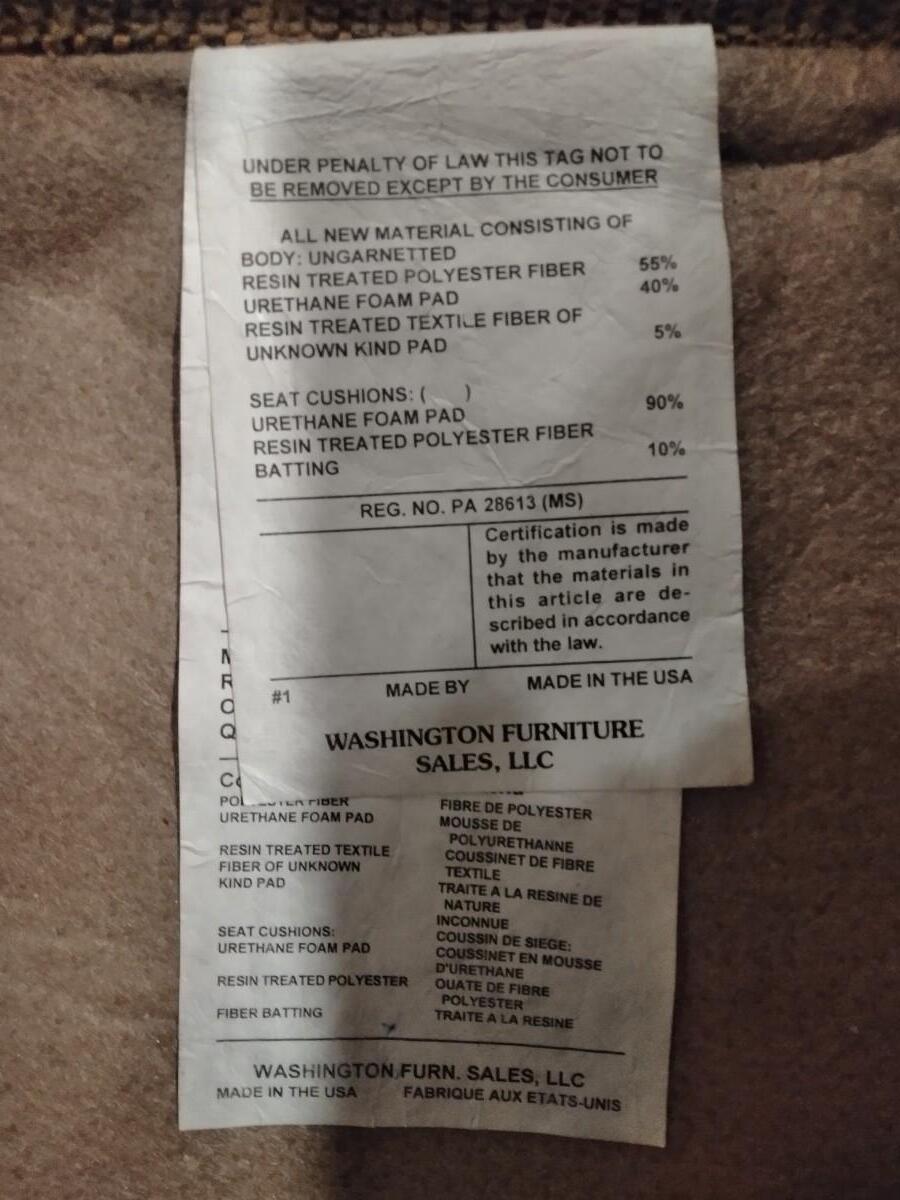 UNDER PENALTY OF LAW THIS TAG NOT TO
BE REMOVED EXCEPT BY THE CONSUMER
ALL NEW MATERIAL CONSISTING OF
BODY: UNGARNETTED
RESIN TREATED POLYESTER FIBER 55%
URETHANE FOAM PAD 40%
RESIN TREATED TEXTILE FIBER OF
UNKNOWN KIND PAD 5%
SEAT CUSHIONS: ( )
URETHANE FOAM PAD 90%
RESIN TREATED POLYESTER FIBER
BATTING 10%
REG. NO. PA 28613 (MS)
Certification is made
by the manufacturer
that the materials in
this article are de-
scribed in accordance
with the law.
#1 MADE BY MADE IN THE USA
WASHINGTON FURNITURE
SALES, LLC
M
R
O
Q
FIBER
URETHANE FOAM PAD
RESIN TREATED TEXTILE
FIBER OF UNKNOWN
KIND PAD
SEAT CUSHIONS:
URETHANE FOAM PAD
RESIN TREATED POLYESTER
FIBER BATTING
FIBRE DE POLYESTER
MOUSSE DE
POLYURETHANNE
COUSSINET DE FIBRE
TEXTILE
TRAITE A LA RESINE DE
NATURE
INCONNUE
COUSSIN DE SIEGE:
COUSSINET EN MOUSSE
D'URETHANE
OUATE DE FIBRE
POLYESTER
TRAITE A LA RESINE
WASHINGTON FURN. SALES, LLC
MADE IN THE USA FABRIQUE AUX ETATS-UNIS